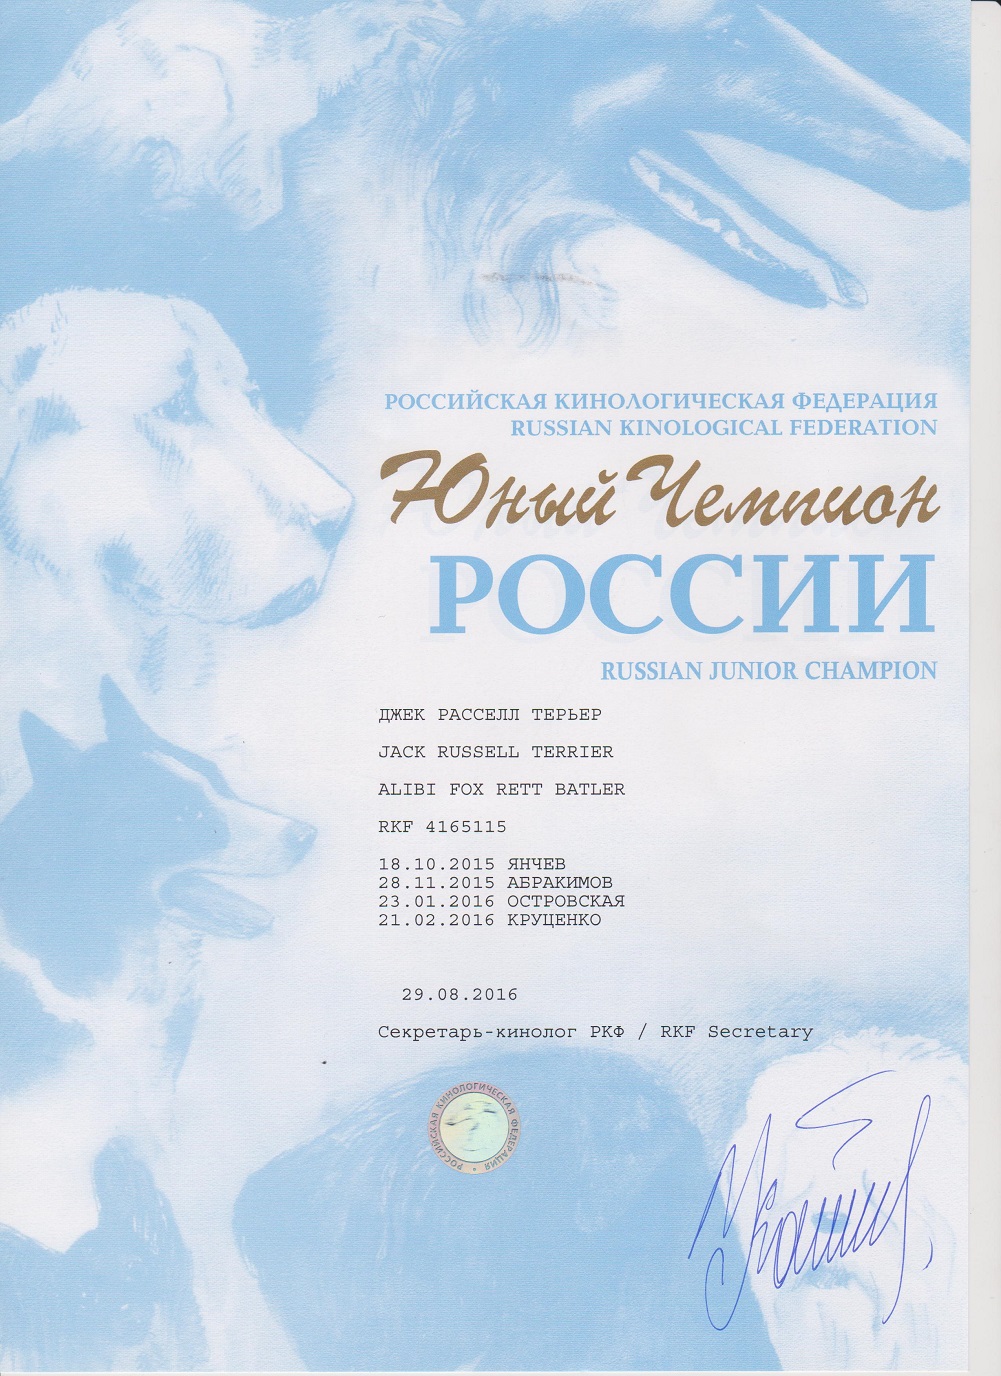 РОССИЙСКАЯ КИНОЛОГИЧЕСКАЯ ФЕДЕРАЦИЯ
RUSSIAN KINOLOGICAL FEDERATION
Юный Чемпион
РОССИИ
RUSSIAN JUNIOR CHAMPION
ДЖЕК РАССЕЛЛ ТЕРЬЕР
JACK RUSSELL TERRIER
ALIBI FOX RETT BATLER
RKF 4165115
18.10.2015 ЯНЧЕВ
28.11.2015 АБРАКИМОВ
23.01.2016 ОСТРОВСКАЯ
21.02.2016 КРУЦЕНКО
29.08.2016
Секретарь-кинолог РКФ / RKF Secretary
РОССИЙСКАЯ КИНОЛОГИЧЕСКАЯ ФЕДЕРАЦИЯ